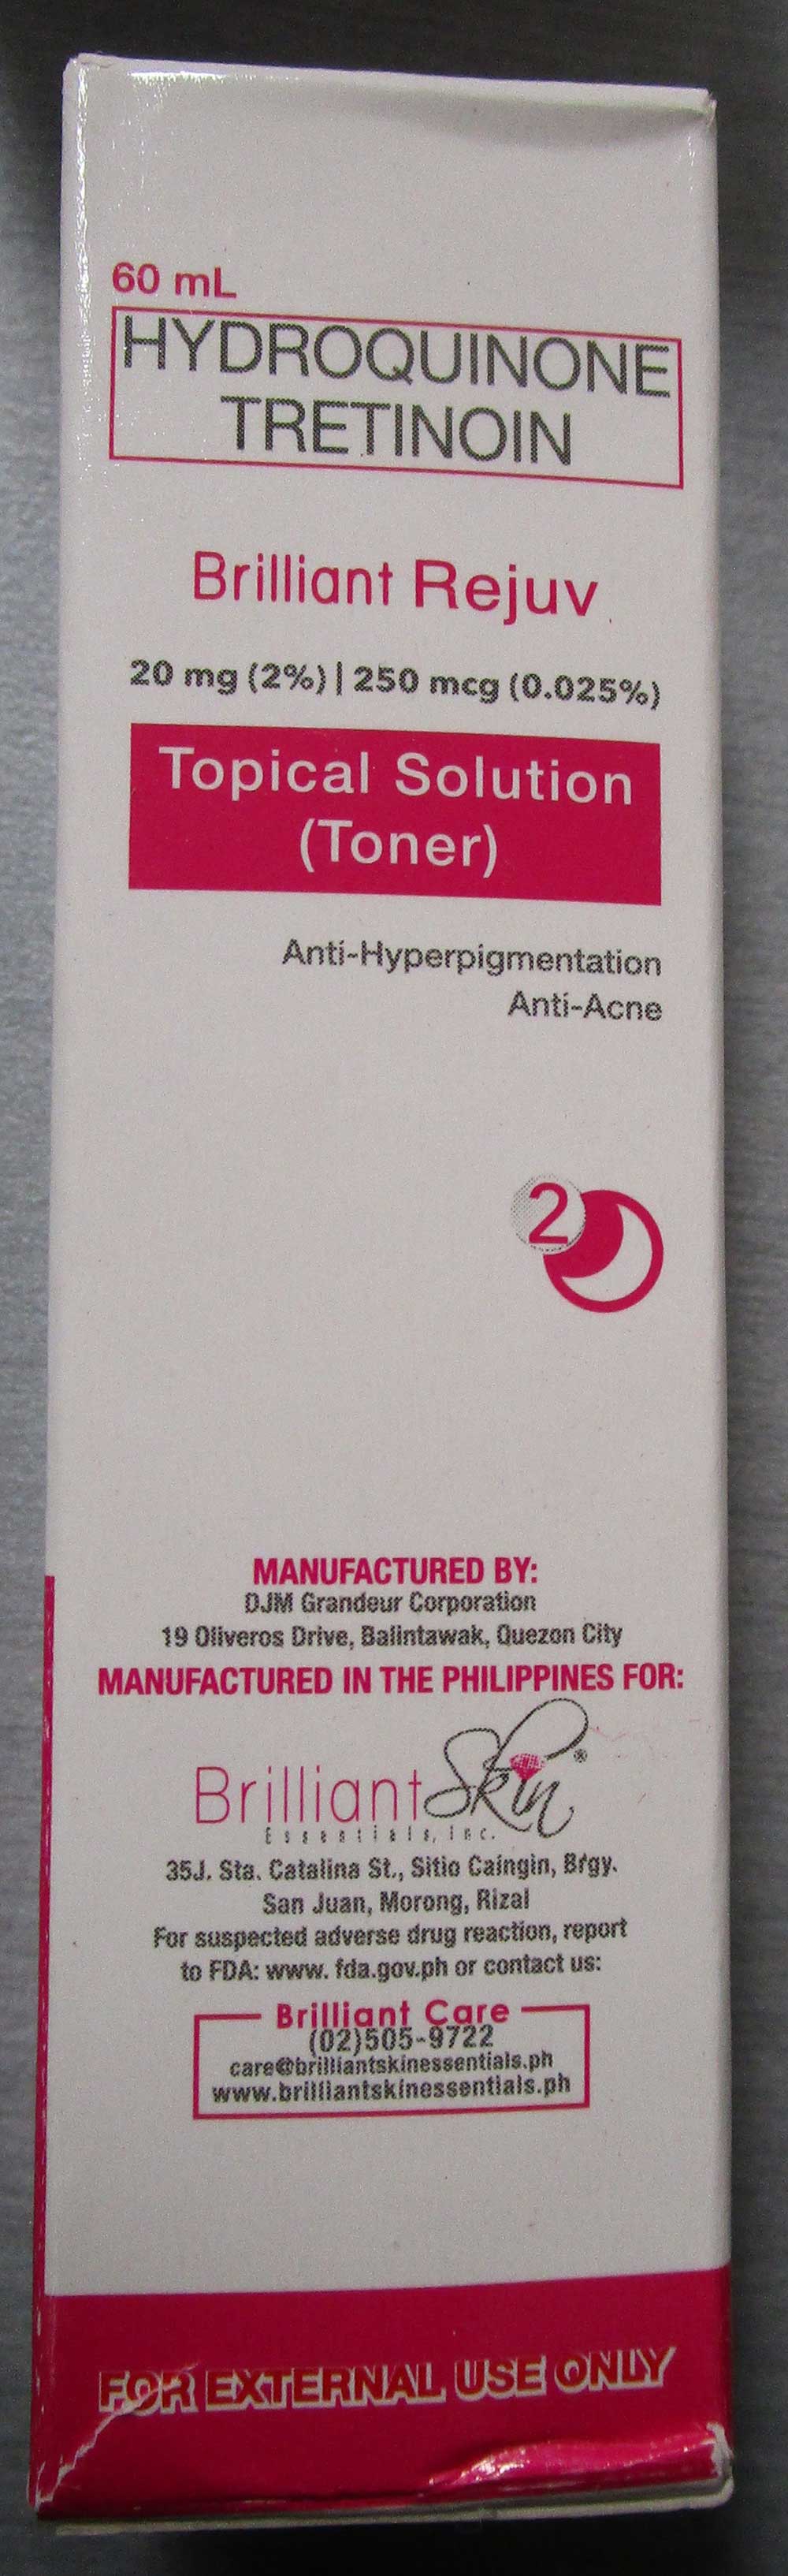 60 mL
HYDROQUINONE
TRETINOIN
Brilliant Rejuv
20 mg (2%) | 250 mcg (0.025%)
Topical Solution
(Toner)
Anti-Hyperpigmentation
Anti-Acne
2
MANUFACTURED BY:
DJM Grandeur Corporation
19 Oliveros Drive, Balintawak, Quezon City
MANUFACTURED IN THE PHILIPPINES FOR:
Brilliant Skin®
Essentials, Inc.
35J. Sta. Catalina St., Sitio Caingin, Brgy.
San Juan, Morong, Rizal
For suspected adverse drug reaction, report
to FDA: www. fda.gov.ph or contact us:
Brilliant Care
(02)505-9722
care@brilliantskinessentials.ph
www.brilliantskinessentials.ph
FOR EXTERNAL USE ONLY